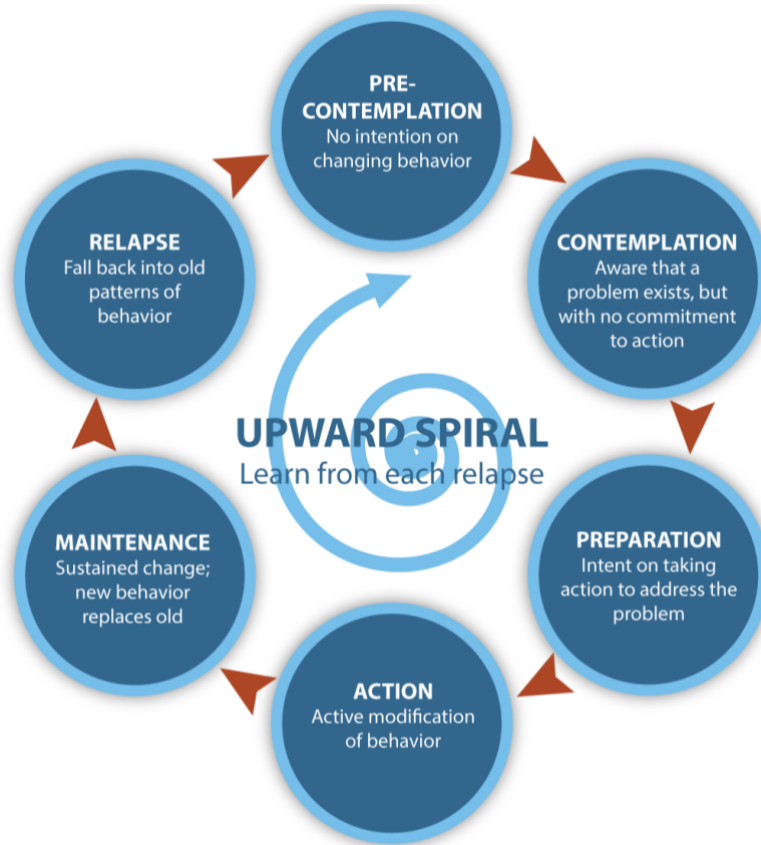 PRE-
CONTEMPLATION
No intention on
changing behavior
CONTEMPLATION
Aware that a
problem exists, but
with no commitment
to action
PREPARATION
Intent on taking
action to address the
problem
ACTION
Active modification
of behavior
MAINTENANCE
Sustained change;
new behavior
replaces old
RELAPSE
Fall back into old
patterns of
behavior
UPWARD SPIRAL
Learn from each relapse